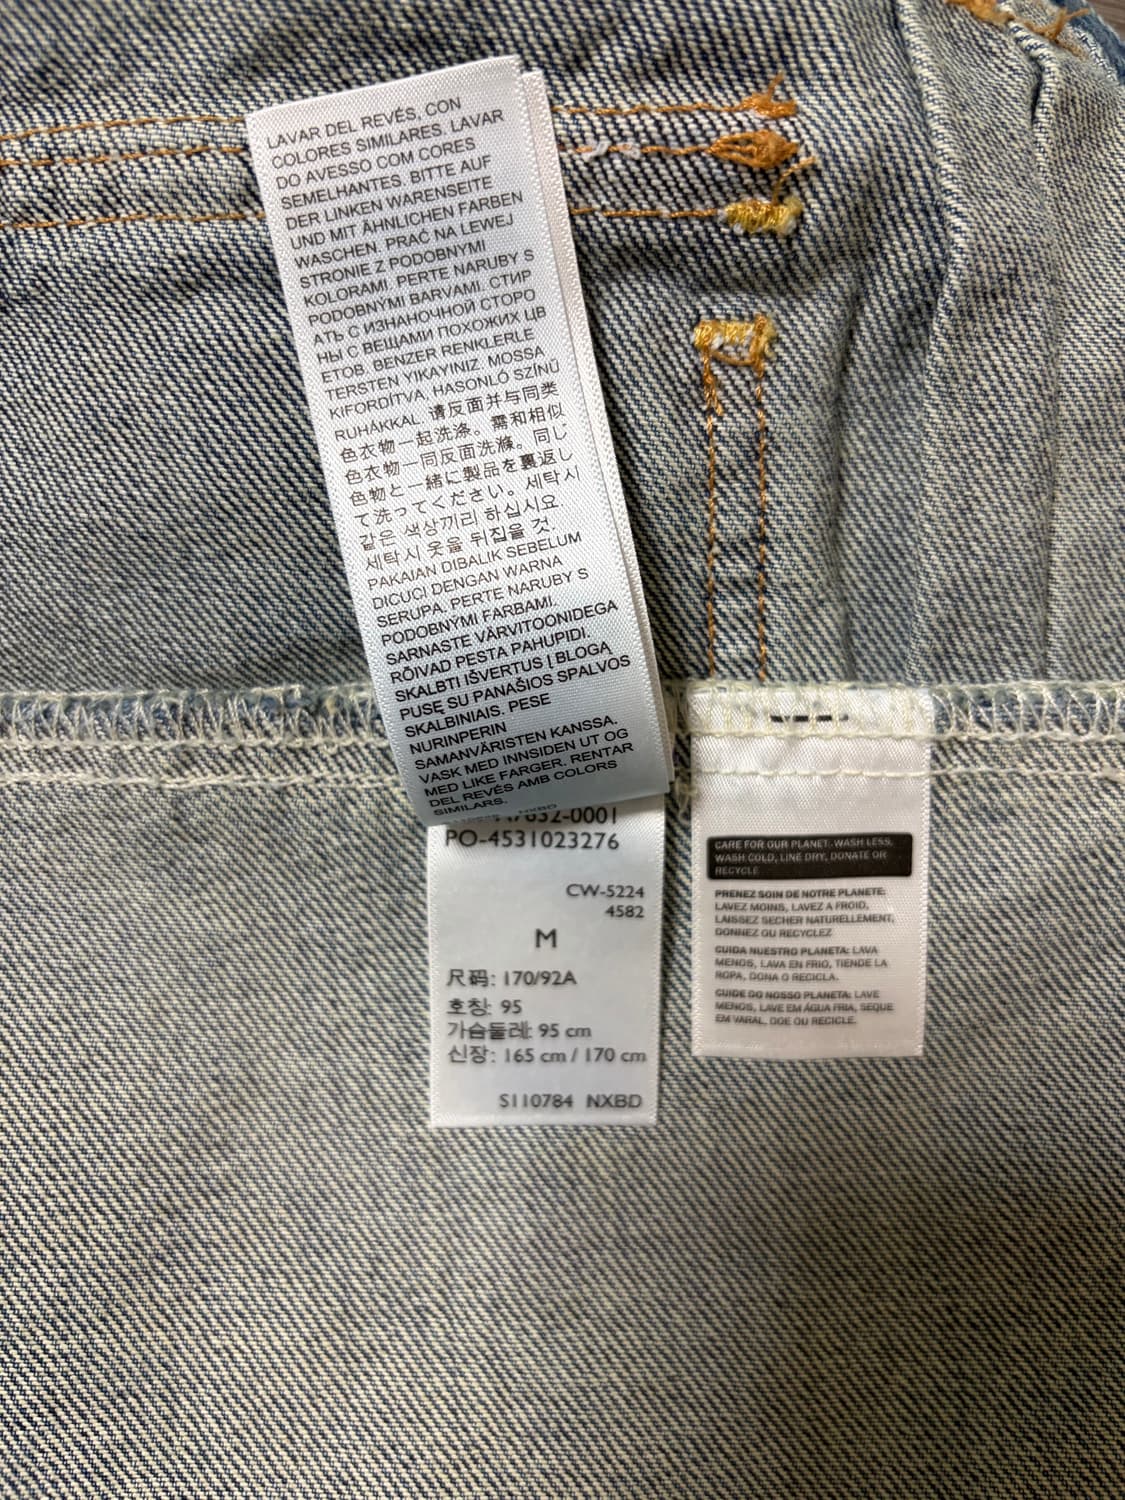 LAVAR DEL REVÉS, CON
COLORES SIMILARES. LAVAR
DO AVESSO COM CORES
SEMELHANTES. BITTE AUF
DER LINKEN WARENSEITE
UND MIT ÄHNLICHEN FARBEN
WASCHEN. PRAĆ NA LEWEJ
STRONIE Z PODOBNYMI
KOLORAMI. PERTE NARUBY S
PODOBNÝMI BARVAMI. СТИР
АТЬ С ИЗНАНОЧНОЙ СТОРО
НЫ С ВЕЩАМИ ПОХОЖИХ ЦВ
ЕТОВ. BENZER RENKLERLE
TERSTEN YIKAYINIZ. MOSSA
KIFORDÍTVA, HASONLÓ SZÍNŰ
RUHÁKKAL. 请反面并与同类
色衣物一起洗涤。需和相似
色衣物一同反面洗滌。同じ
色物と一緒に製品を裏返し
て洗ってください。세탁시
같은 색상끼리 하십시요.
세탁시 옷을 뒤집을 것.
PAKAIAN DIBALIK SEBELUM
DICUCI DENGAN WARNA
SERUPA. PERTE NARUBY S
PODOBNÝMI FARBAMI.
SARNASTE VÄRVITOONIDEGA
RÕIVAD PESTA PAHUPIDI.
SKALBTI IŠVERTUS Į BLOGĄ
PUSĘ SU PANAŠIOS SPALVOS
SKALBINIAIS. PESE
NURINPERIN
SAMANVÄRISTEN KANSSA.
VASK MED INNSIDEN UT OG
MED LIKE FARGER. RENTAR
DEL REVÉS AMB COLORS
SIMILARS.
NXBD
A7632-0001
PO-4531023276
CW-5224
4582
M
尺码: 170/92A
호칭: 95
가슴둘레: 95 cm
신장: 165 cm / 170 cm
S110784 NXBD
CARE FOR OUR PLANET: WASH LESS,
WASH COLD, LINE DRY, DONATE OR
RECYCLE
PRENEZ SOIN DE NOTRE PLANETE:
LAVEZ MOINS, LAVEZ A FROID,
LAISSEZ SECHER NATURELLEMENT,
DONNEZ OU RECYCLEZ
CUIDA NUESTRO PLANETA: LAVA
MENOS, LAVA EN FRIO, TIENDE LA
ROPA, DONA O RECICLA.
CUIDE DO NOSSO PLANETA: LAVE
MENOS, LAVE EM ÁGUA FRIA, SEQUE
EM VARAL, DOE OU RECICLE.